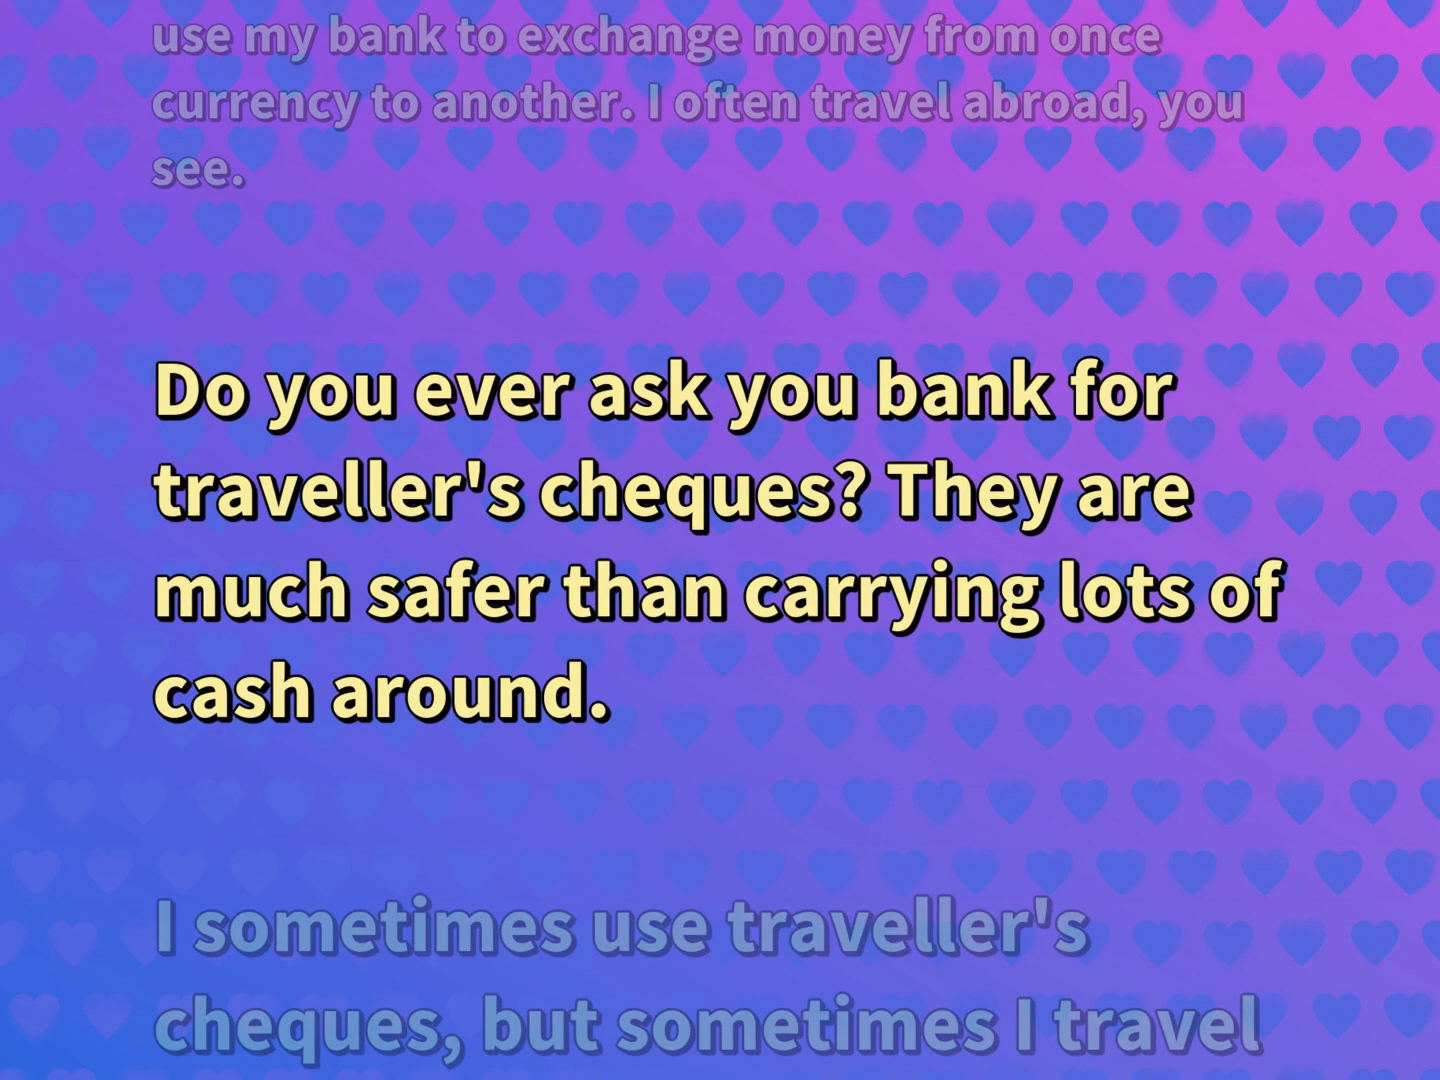 use my bank to exchange money from once
currency to another. I often travel abroad, you
see.
Do you ever ask you bank for
traveller's cheques? They are
much safer than carrying lots of
cash around.
I sometimes use traveller's
cheques, but sometimes I travel